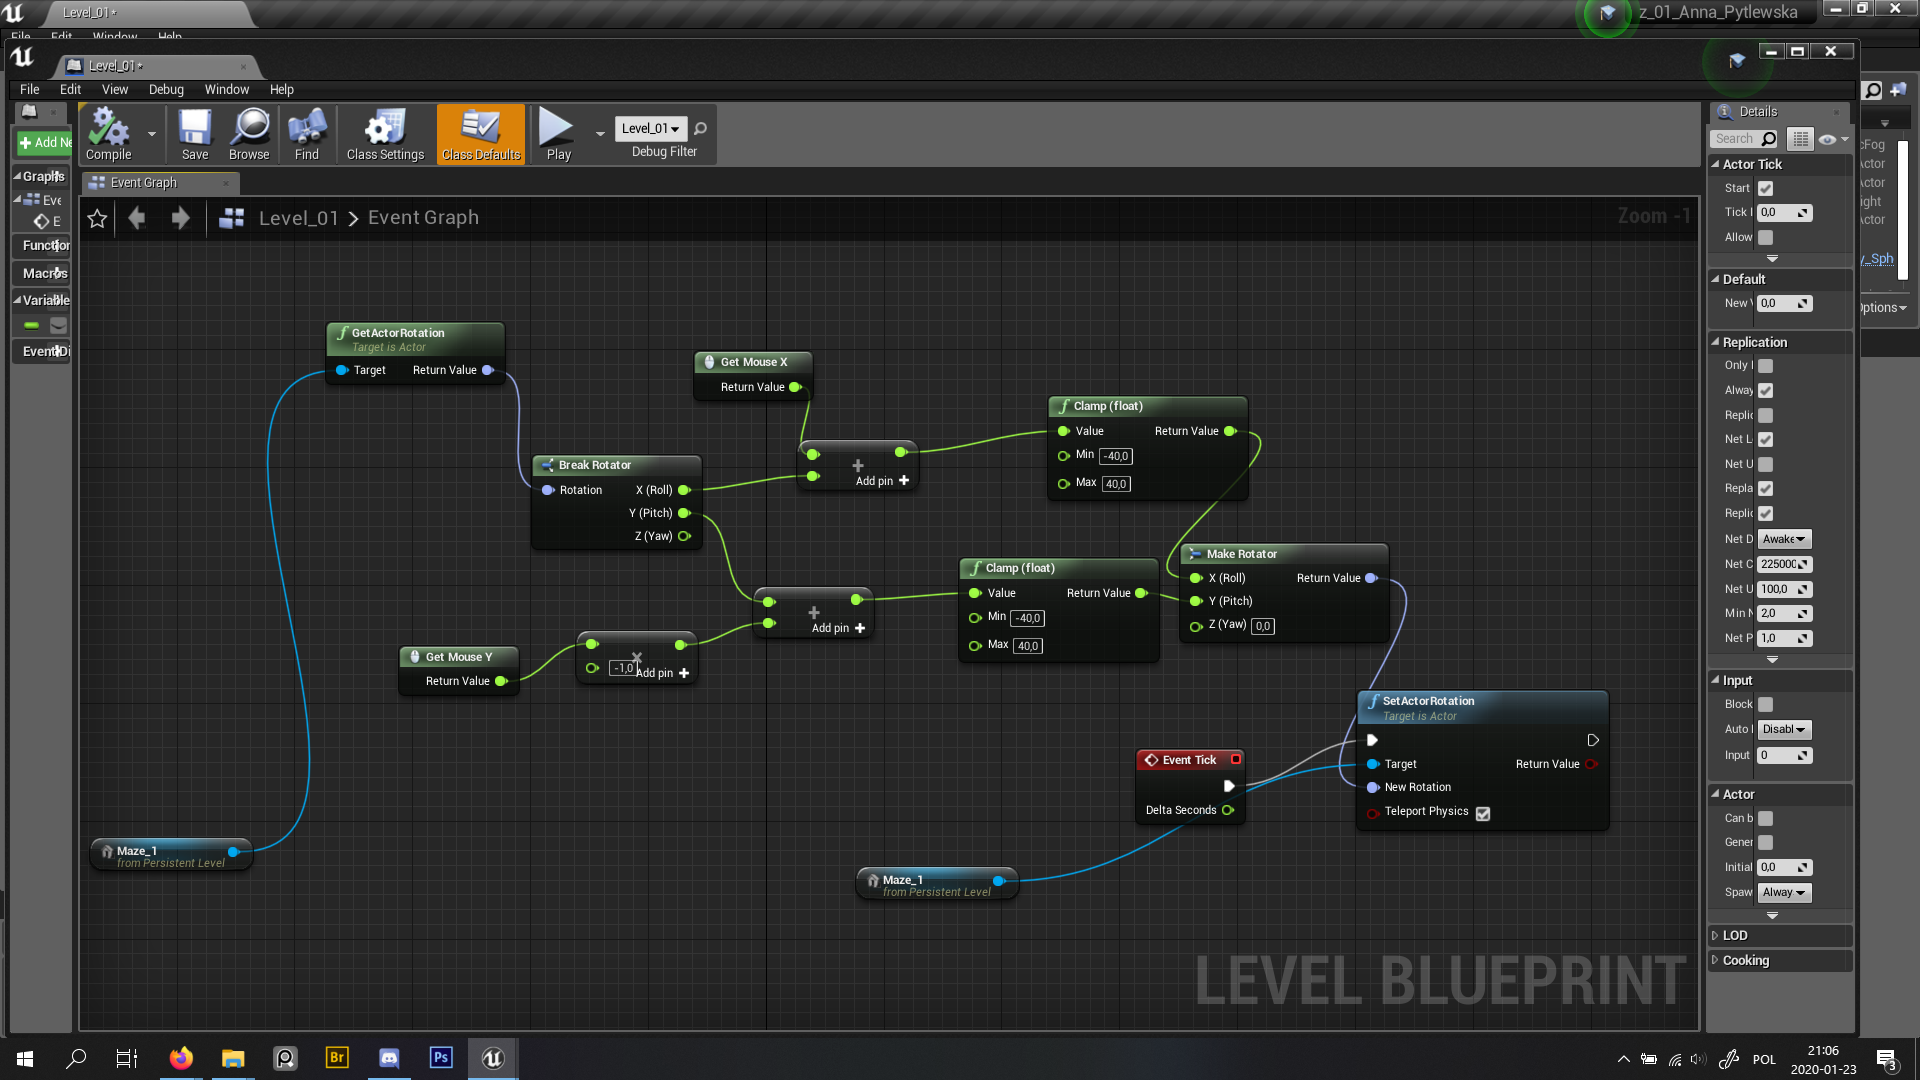 Level_01*
z_01_Anna_Pytlewska
File Edit Window Help
Level_01*
File Edit View Debug Window Help
Details
Add Ne
Compile
Save
Browse
Find
Class Settings
Class Defaults
Play
Level_01
Debug Filter
Search
Event Graph
Actor Tick
Start
Tick I 0,0
Allow
Graphs
Eve
E
Function
Macros
Variable
EventDi
Level_01 > Event Graph
Zoom -1
Default
New V 0,0
GetActorRotation
Target is Actor
Target Return Value
Get Mouse X
Return Value
Clamp (float)
Value Return Value
Min -40,0
Max 40,0
Add pin
Break Rotator
Rotation X (Roll)
Y (Pitch)
Z (Yaw)
Make Rotator
X (Roll) Return Value
Y (Pitch)
Z (Yaw) 0,0
Clamp (float)
Value Return Value
Min -40,0
Max 40,0
Add pin
Get Mouse Y
Return Value
-1,0 Add pin
SetActorRotation
Target is Actor
Target Return Value
New Rotation
Teleport Physics
Event Tick
Delta Seconds
Maze_1
from Persistent Level
Maze_1
from Persistent Level
LEVEL BLUEPRINT
Replication
Only
Alway
Replic
Net L
Net U
Repla
Replic
Net D Awake
Net C 225000
Net U 100,0
Min N 2,0
Net P 1,0
Input
Block
Auto Disabl
Input 0
Actor
Can b
Gener
Initial 0,0
Spaw Alway
LOD
Cooking
cFog
Actor
Actor
ight
Actor
y_Sph
ptions
Br
Ps
POL
21:06
2020-01-23
3